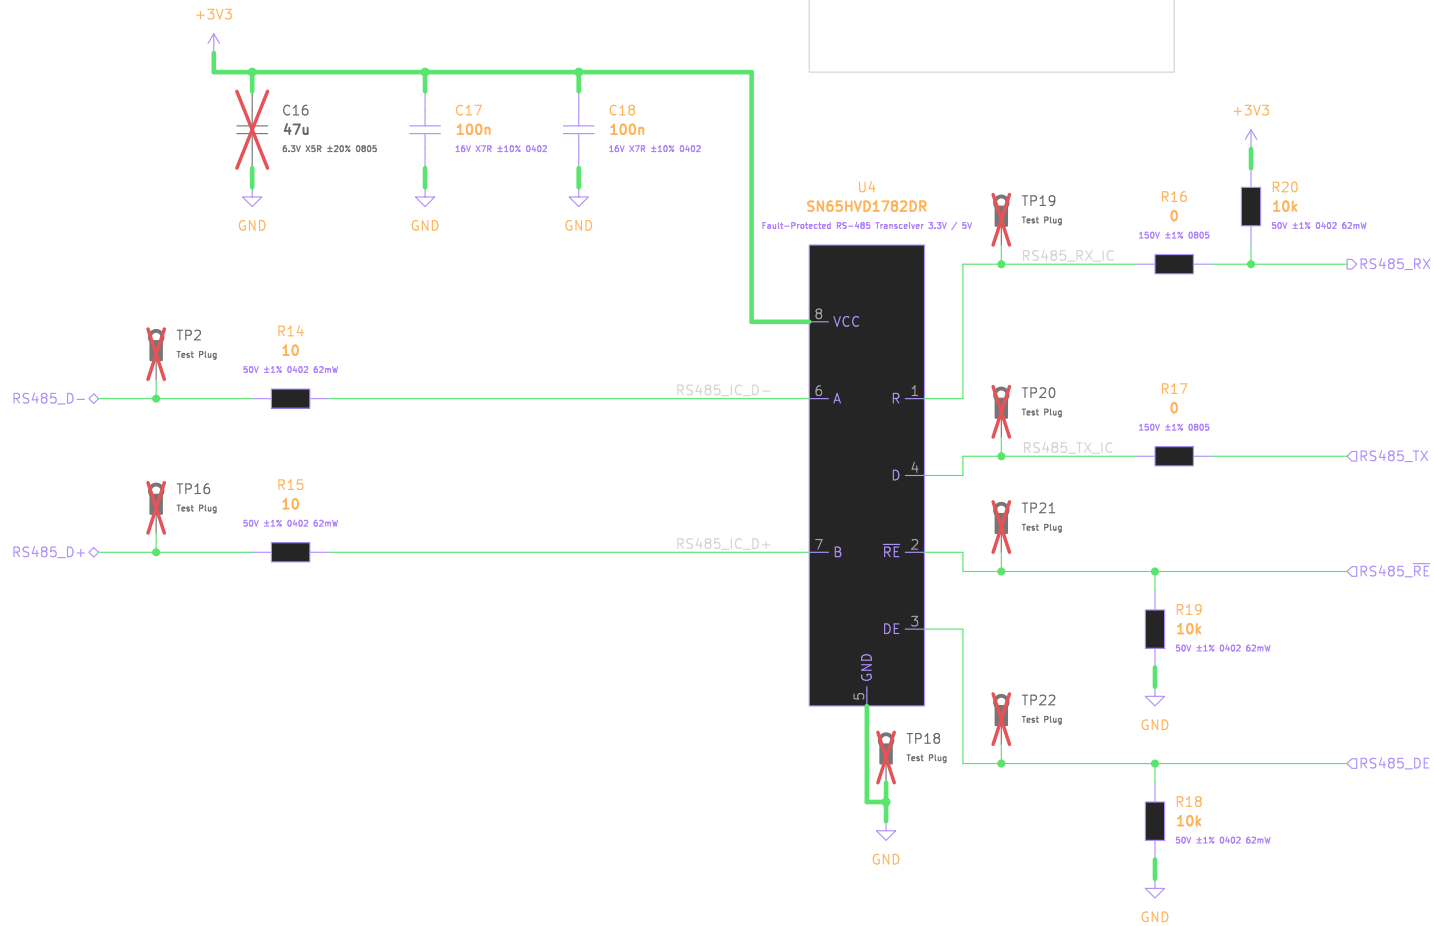 +3V3
C16
47u
6.3V X5R ±20% 0805
GND
C17
100n
16V X7R ±10% 0402
GND
C18
100n
16V X7R ±10% 0402
GND
U4
SN65HVD1782DR
Fault-Protected RS-485 Transceiver 3.3V / 5V
8
VCC
6
A
7
B
1
R
4
D
2
RE
3
DE
GND
5
TP2
Test Plug
R14
10
50V ±1% 0402 62mW
RS485_D-
RS485_IC_D-
TP16
Test Plug
R15
10
50V ±1% 0402 62mW
RS485_D+
RS485_IC_D+
TP19
Test Plug
RS485_RX_IC
R16
0
150V ±1% 0805
+3V3
R20
10k
50V ±1% 0402 62mW
RS485_RX
TP20
Test Plug
RS485_TX_IC
R17
0
150V ±1% 0805
RS485_TX
TP21
Test Plug
RS485_RE
R19
10k
50V ±1% 0402 62mW
GND
TP22
Test Plug
RS485_DE
R18
10k
50V ±1% 0402 62mW
GND
TP18
Test Plug
GND